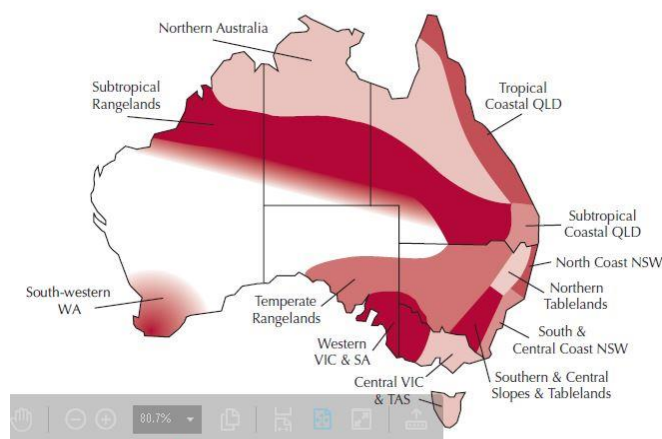 Northern Australia
Subtropical
Rangelands
Tropical
Coastal QLD
Subtropical
Coastal QLD
North Coast NSW
Northern
Tablelands
South-western
WA
Temperate
Rangelands
South &
Central Coast NSW
Western
VIC & SA
Central VIC
& TAS
Southern & Central
Slopes & Tablelands
80.7%